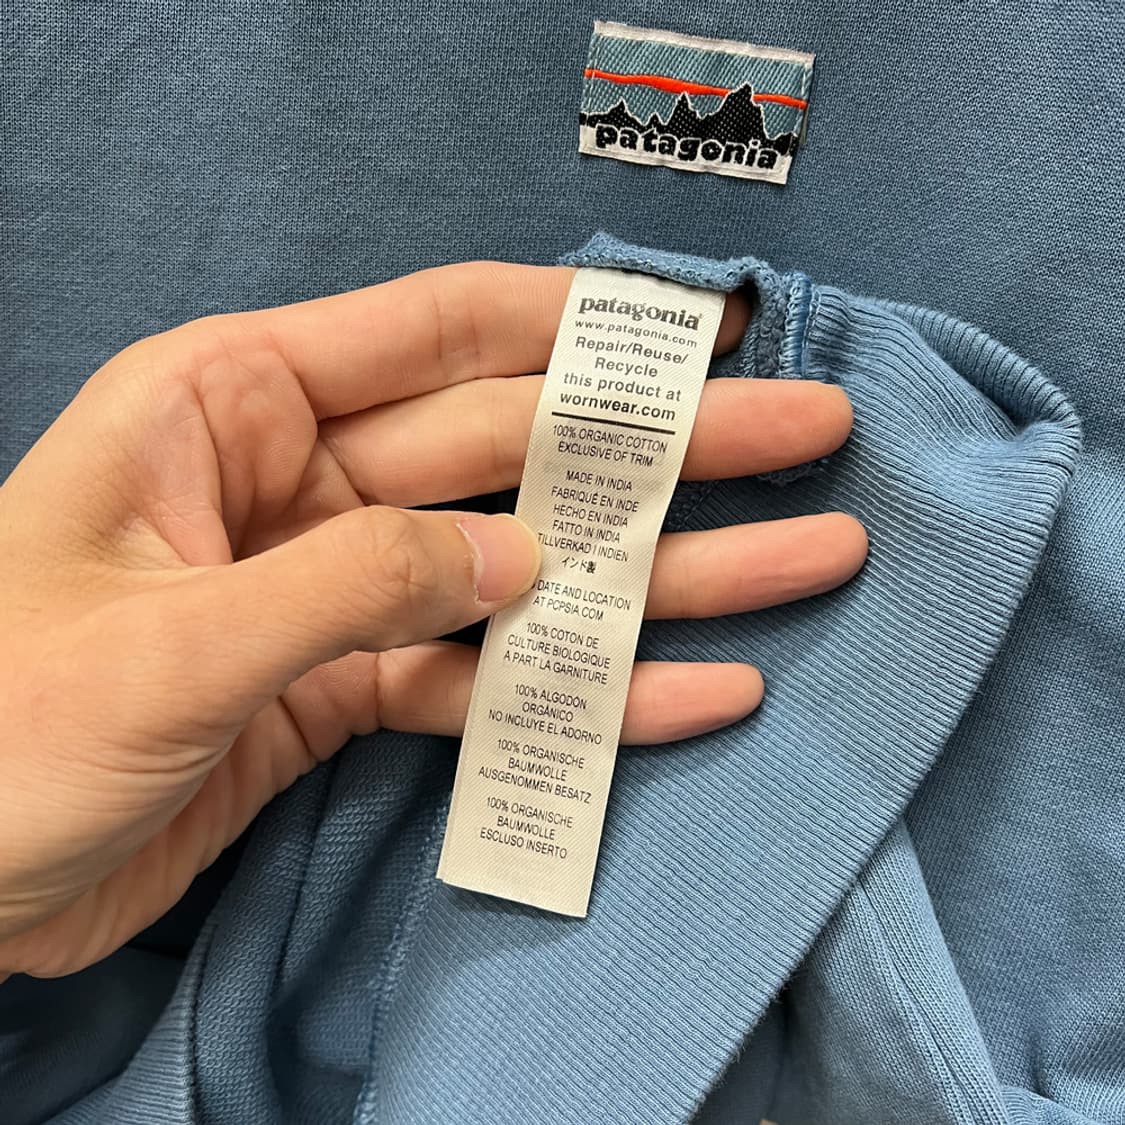 patagonia
patagonia®
www.patagonia.com
Repair/Reuse/
Recycle
this product at
wornwear.com
100% ORGANIC COTTON
EXCLUSIVE OF TRIM
MADE IN INDIA
FABRIQUÉ EN INDE
HECHO EN INDIA
FATTO IN INDIA
TILLVERKAD I INDIEN
インド製
DATE AND LOCATION
AT PCPSIA.COM
100% COTON DE
CULTURE BIOLOGIQUE
A PART LA GARNITURE
100% ALGODÓN
ORGÁNICO
NO INCLUYE EL ADORNO
100% ORGANISCHE
BAUMWOLLE
AUSGENOMMEN BESATZ
100% ORGANISCHE
BAUMWOLLE
ESCLUSO INSERTO